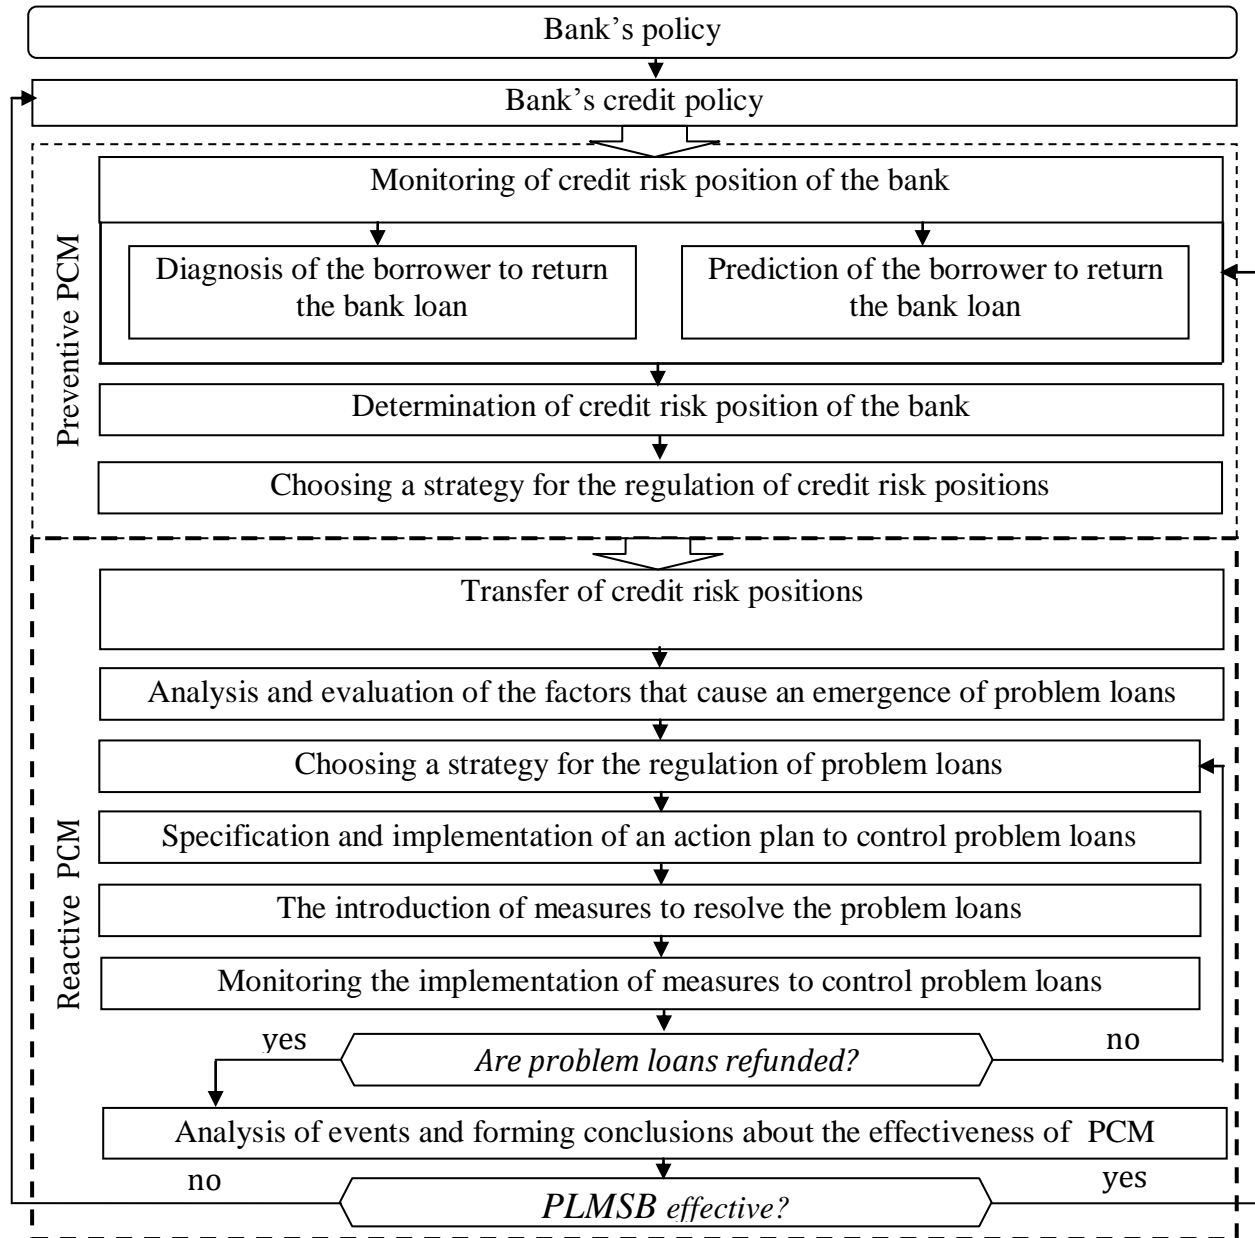 Bank’s policy
Bank’s credit policy
Preventive PCM
Monitoring of credit risk position of the bank
Diagnosis of the borrower to return
the bank loan
Prediction of the borrower to return
the bank loan
Determination of credit risk position of the bank
Choosing a strategy for the regulation of credit risk positions
Reactive PCM
Transfer of credit risk positions
Analysis and evaluation of the factors that cause an emergence of problem loans
Choosing a strategy for the regulation of problem loans
Specification and implementation of an action plan to control problem loans
The introduction of measures to resolve the problem loans
Monitoring the implementation of measures to control problem loans
yes
Are problem loans refunded?
no
Analysis of events and forming conclusions about the effectiveness of PCM
no
PLMSB effective?
yes